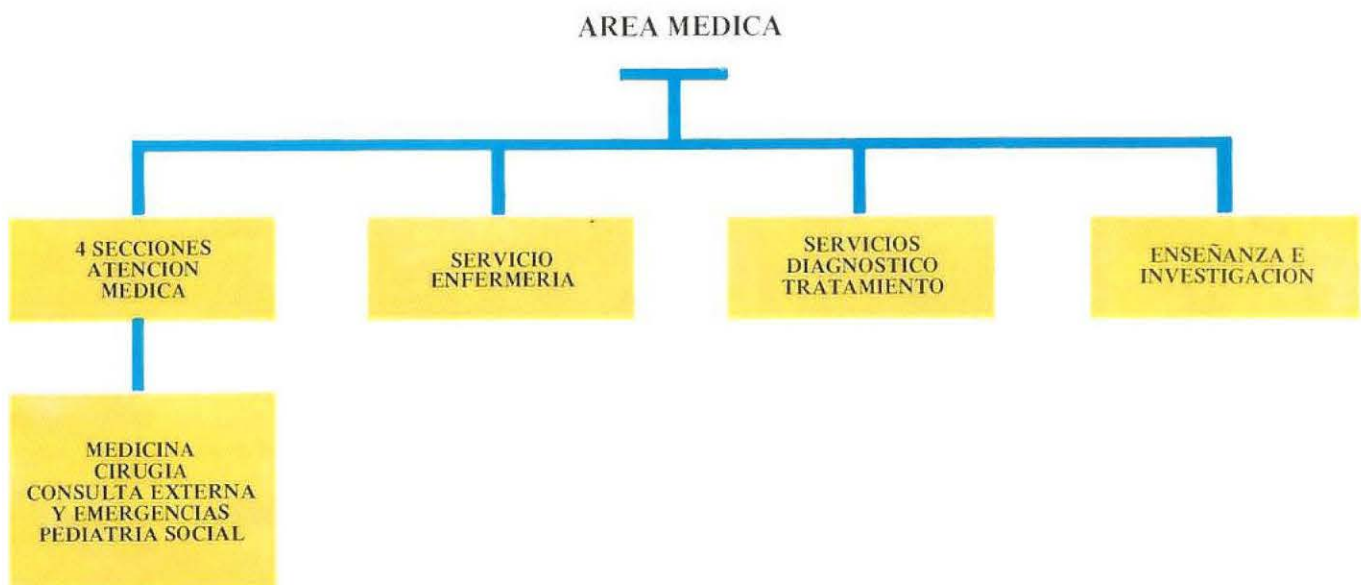 AREA MEDICA
4 SECCIONES
ATENCION
MEDICA
SERVICIO
ENFERMERIA
SERVICIOS
DIAGNOSTICO
TRATAMIENTO
ENSEÑANZA E
INVESTIGACION
MEDICINA
CIRUGIA
CONSULTA EXTERNA
Y EMERGENCIAS
PEDIATRIA SOCIAL